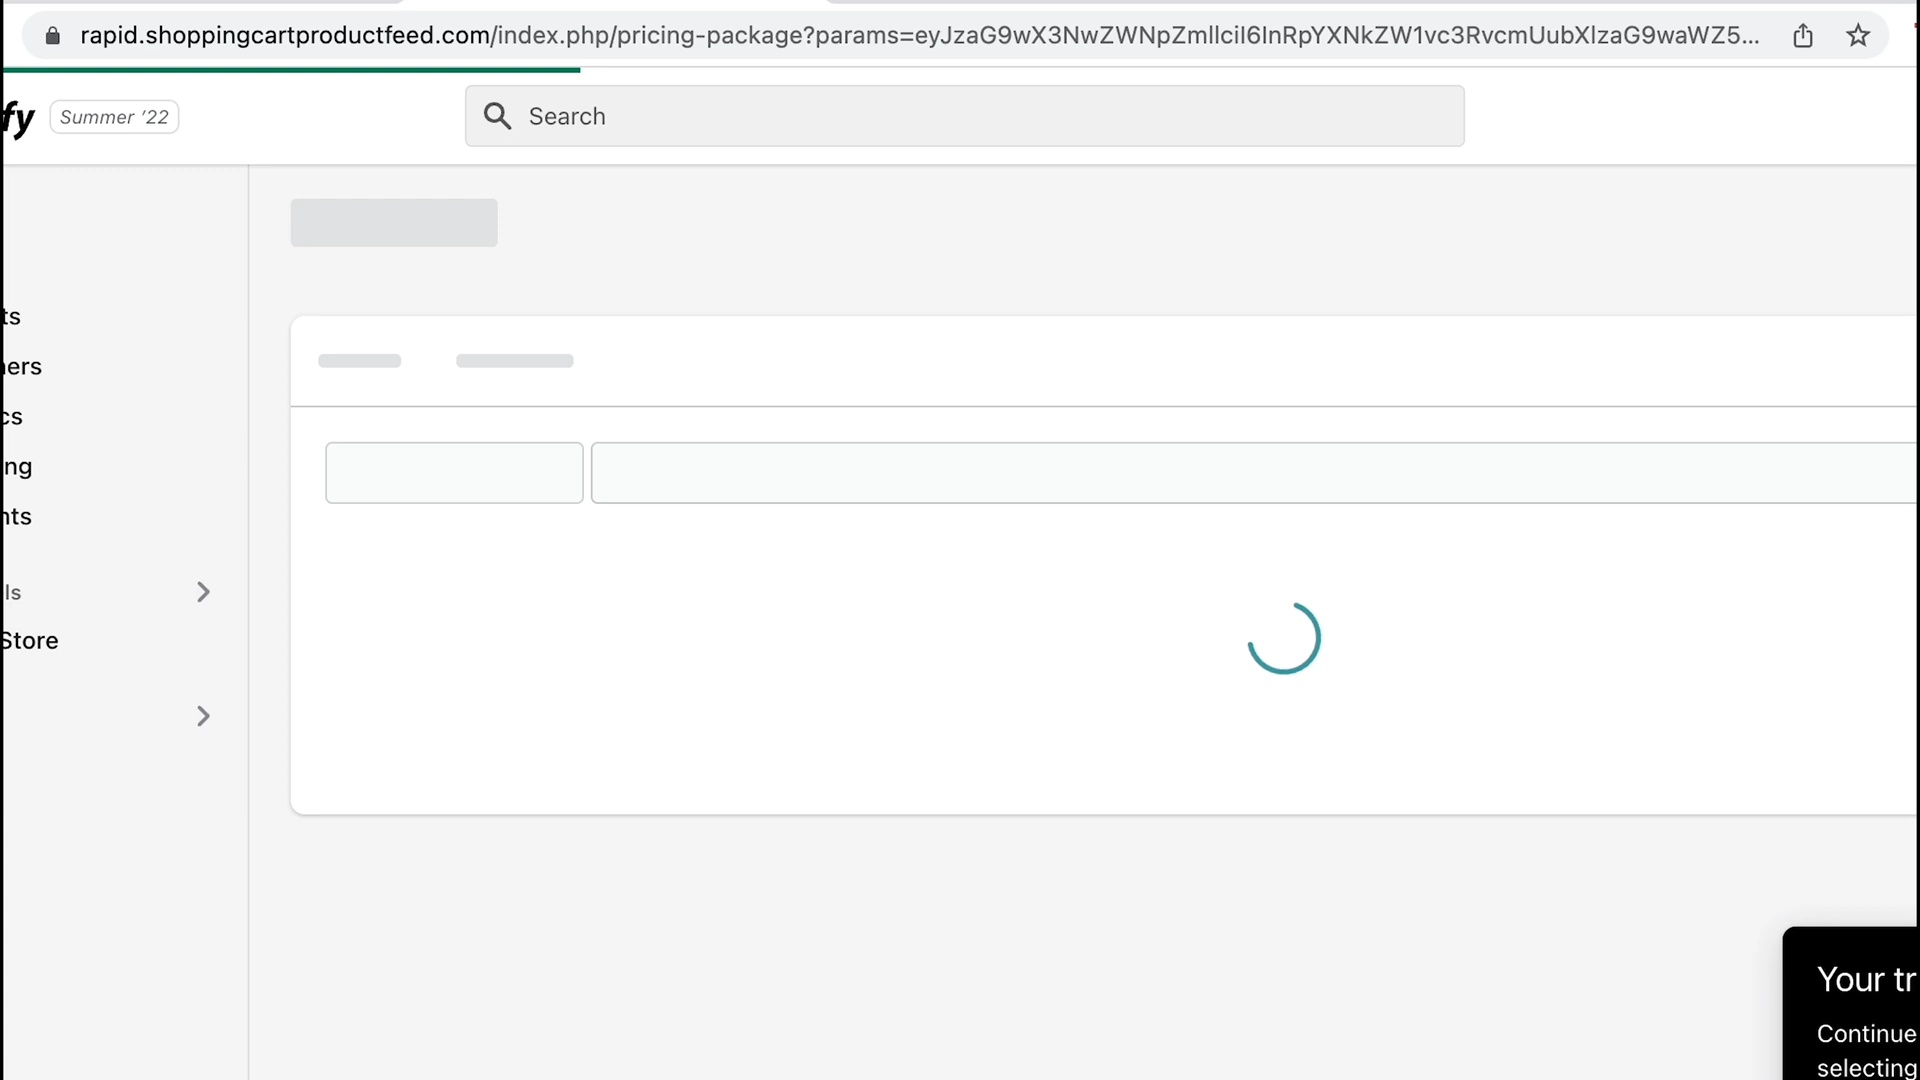 rapid.shoppingcartproductfeed.com/index.php/pricing-package?params=eyJzaG9wX3NwZWNpZmllciI6InRpYXNkZW1vc3RvcmUubXlzaG9waWZ5...
fy Summer ’22
Search
ts
ners
cs
ng
nts
ls
Store
Your tr
Continue
selecting